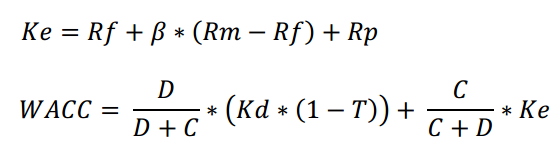 Ke = Rf + β * (Rm − Rf) + Rp
WACC = D / (D + C) * (Kd * (1 − T)) + C / (C + D) * Ke